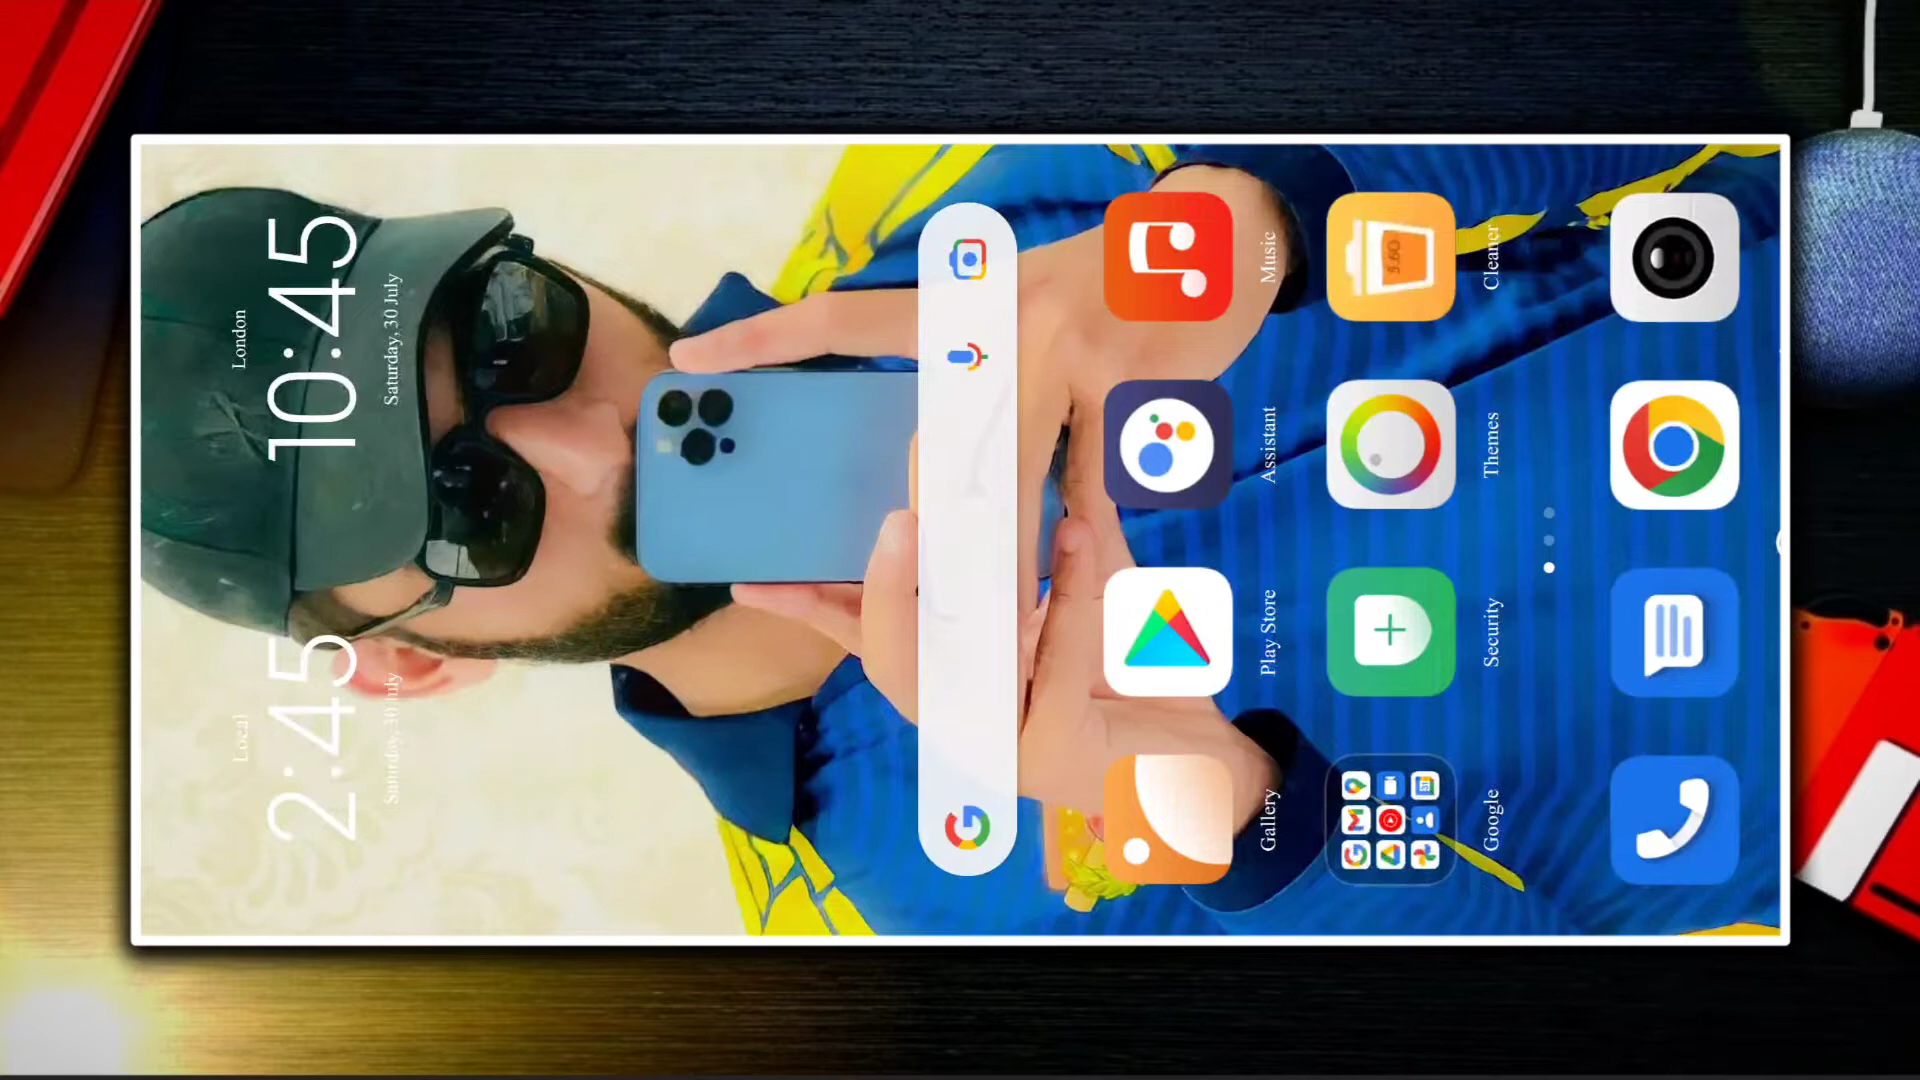 Local
2:45
Saturday, 30 July
London
10:45
Saturday, 30 July
Gallery
Play Store
Assistant
Music
Google
Security
Themes
Cleaner